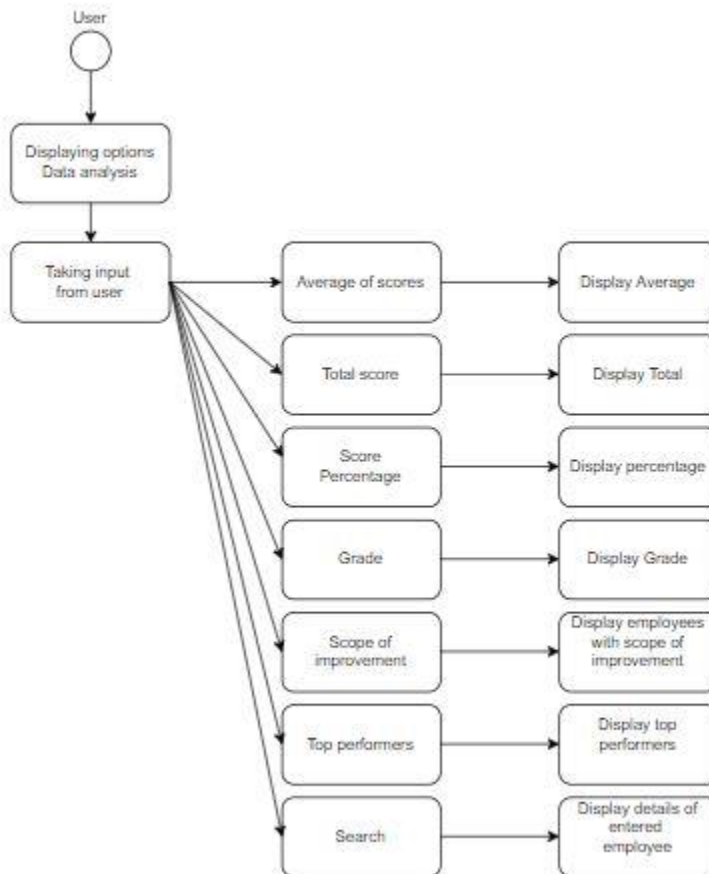 User
Displaying options
Data analysis
Taking input
from user
Average of scores
Display Average
Total score
Display Total
Score
Percentage
Display percentage
Grade
Display Grade
Scope of
improvement
Display employees
with scope of
improvement
Top performers
Display top
performers
Search
Display details of
entered
employee